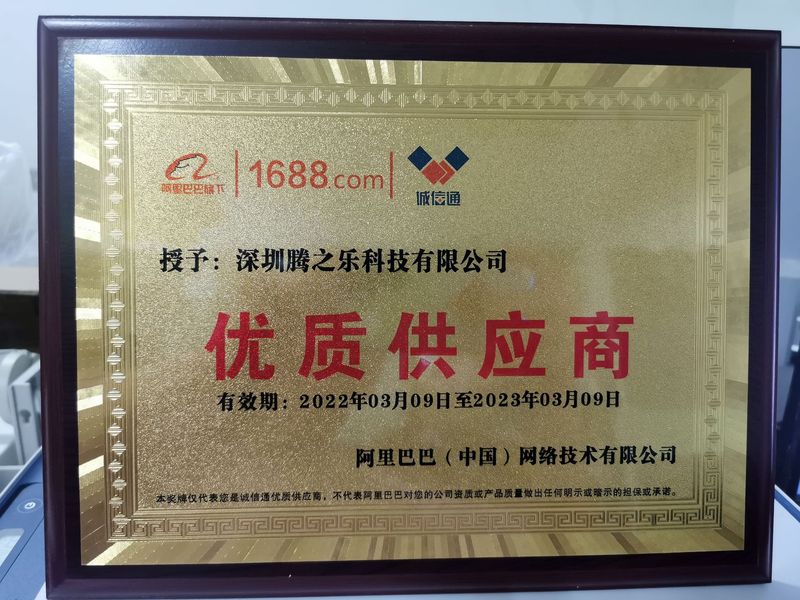 阿里巴巴旗下 1688.com 诚信通
授予：深圳腾之乐科技有限公司
优质供应商
有效期：2022年03月09日至2023年03月09日
阿里巴巴（中国）网络技术有限公司
本奖牌仅代表您是诚信通优质供应商，不代表阿里巴巴对您的公司资质或产品质量做出任何明示或暗示的担保或承诺。